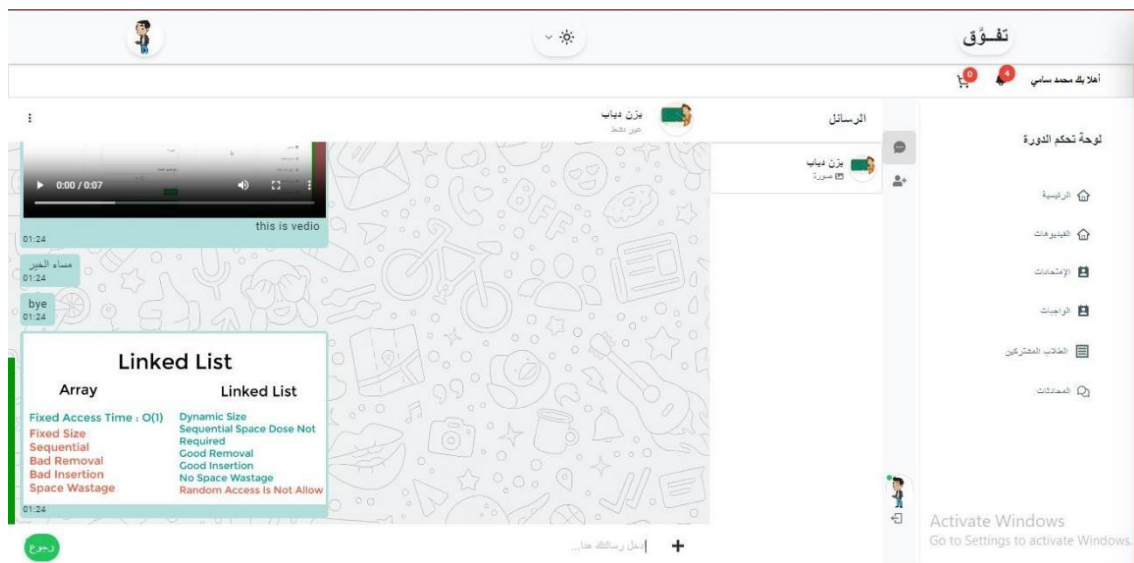 تفــوَّق
أهلا بك محمد سامي
4
0
لوحة تحكم الدورة
الرئيسية
الفيديوهات
الإمتحانات
الواجبات
الطلاب المشتركين
المحادثات
الرسائل
يزن دياب
صورة
يزن دياب
غير نشط
0:00 / 0:07
this is vedio
01:24
مساء الخير
01:24
bye
01:24
Linked List
Array
Fixed Access Time : O(1)
Fixed Size
Sequential
Bad Removal
Bad Insertion
Space Wastage
Linked List
Dynamic Size
Sequential Space Dose Not
Required
Good Removal
Good Insertion
No Space Wastage
Random Access Is Not Allow
01:24
أدخل رسالتك هنا...
رجوع
Activate Windows
Go to Settings to activate Windows.